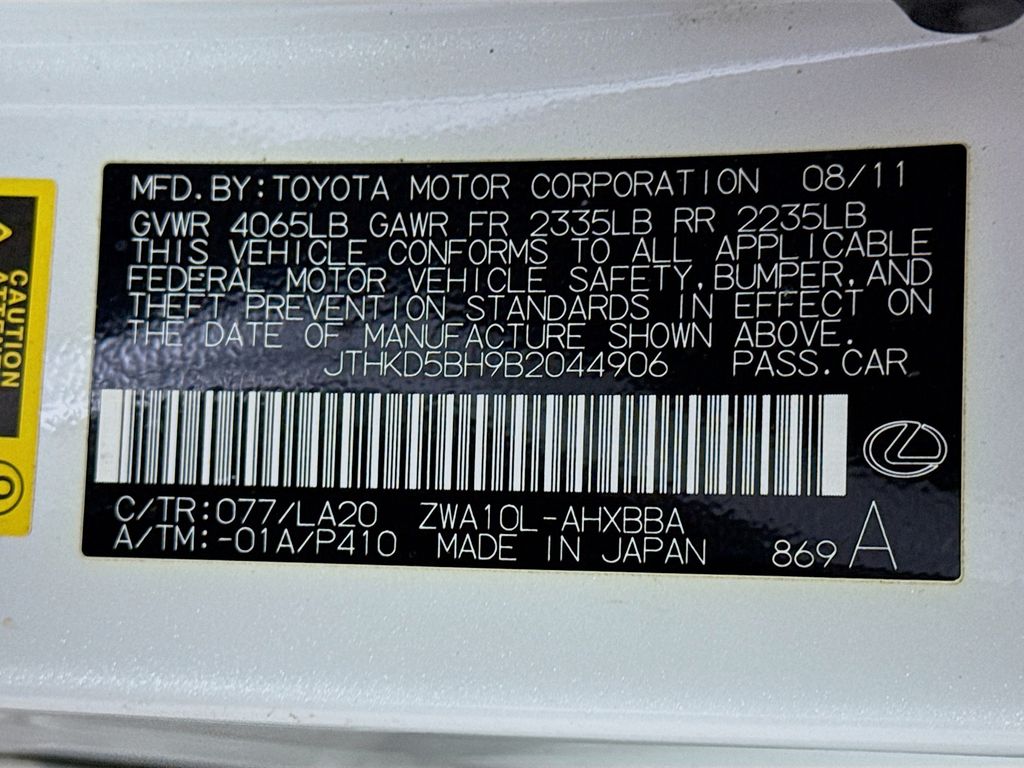 MFD.BY:TOYOTA MOTOR CORPORATION 08/11
GVWR 4065LB GAWR FR 2335LB RR 2235LB
THIS VEHICLE CONFORMS TO ALL APPLICABLE
FEDERAL MOTOR VEHICLE SAFETY,BUMPER,AND
THEFT PREVENTION STANDARDS IN EFFECT ON
THE DATE OF MANUFACTURE SHOWN ABOVE.
JTHKD5BH9B2044906 PASS.CAR
C/TR:077/LA20 ZWA10L-AHXBBA
A/TM:-01A/P410 MADE IN JAPAN 869 A
CAUTION